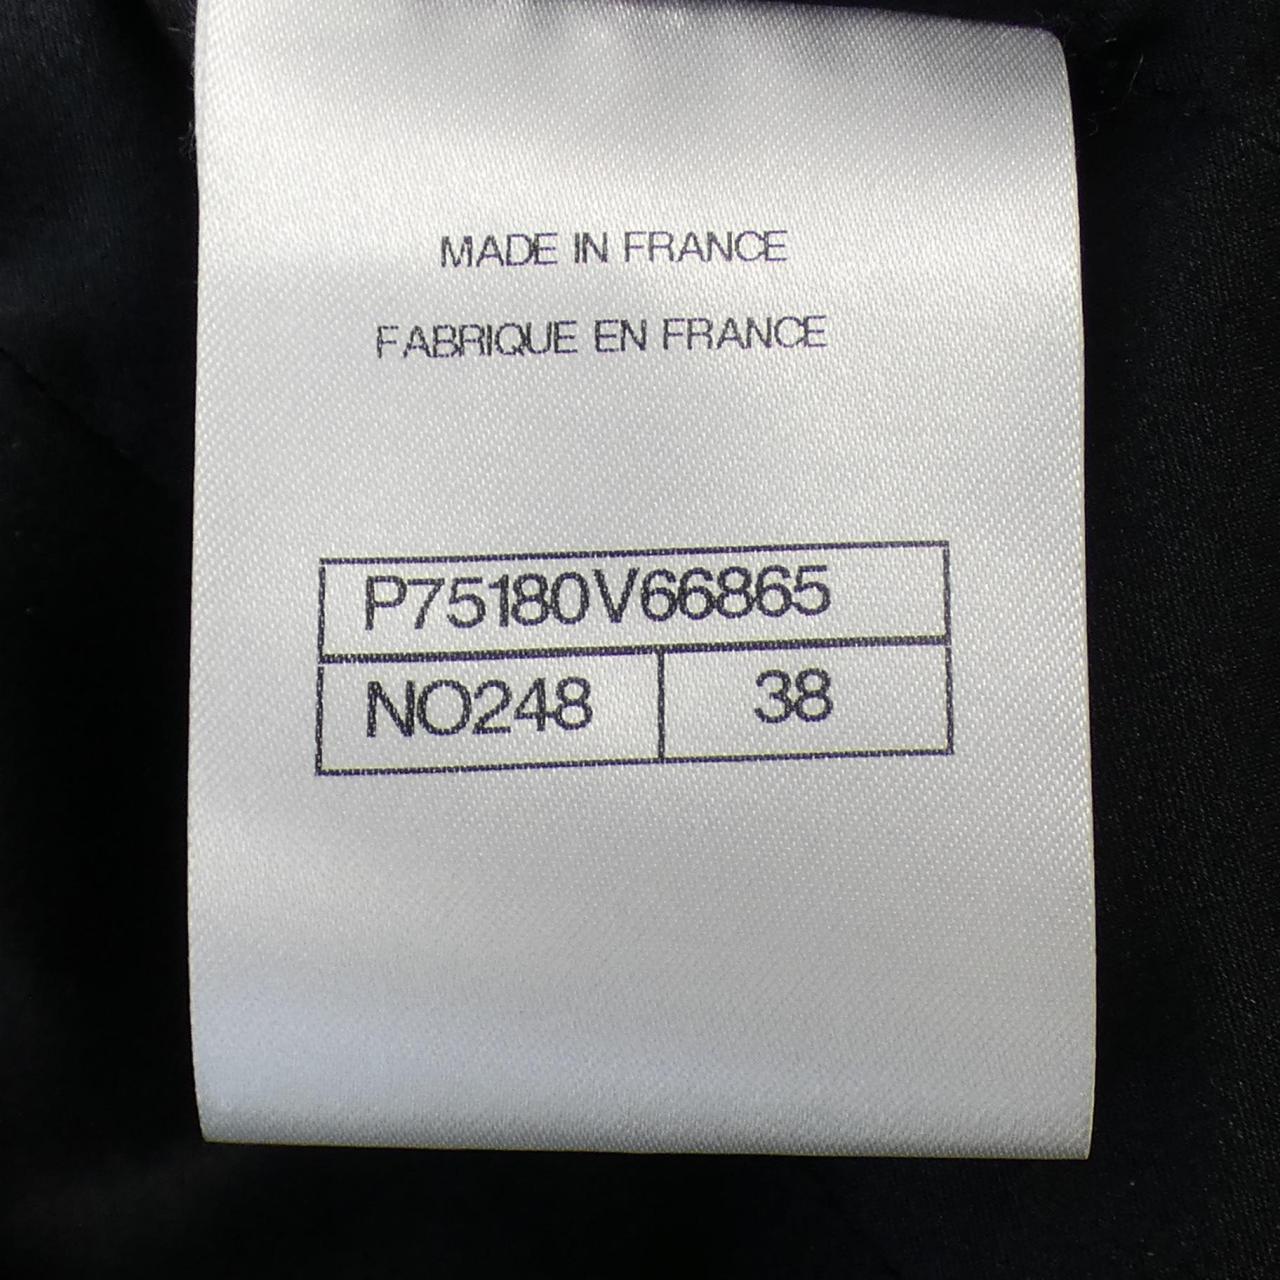 MADE IN FRANCE
FABRIQUE EN FRANCE
P75180V66865
NO248 38